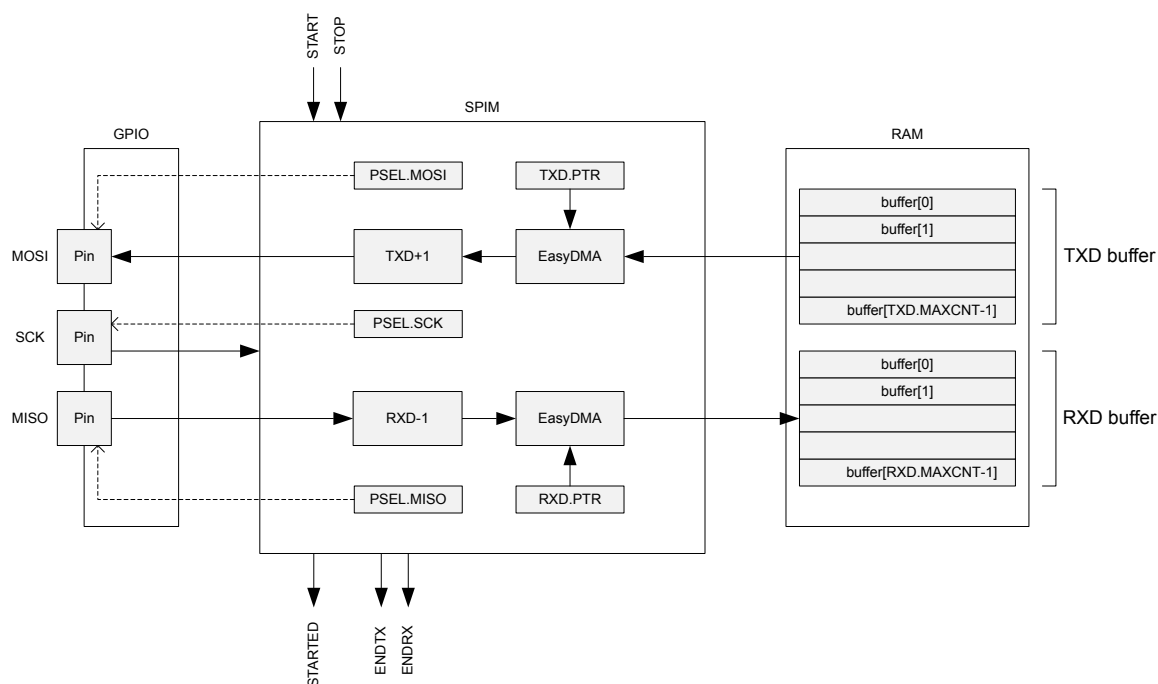 START
STOP
SPIM
GPIO
RAM
PSEL.MOSI
TXD.PTR
buffer[0]
buffer[1]
TXD buffer
MOSI
Pin
TXD+1
EasyDMA
buffer[TXD.MAXCNT-1]
PSEL.SCK
SCK
Pin
buffer[0]
buffer[1]
RXD buffer
MISO
Pin
RXD-1
EasyDMA
buffer[RXD.MAXCNT-1]
PSEL.MISO
RXD.PTR
STARTED
ENDTX
ENDRX